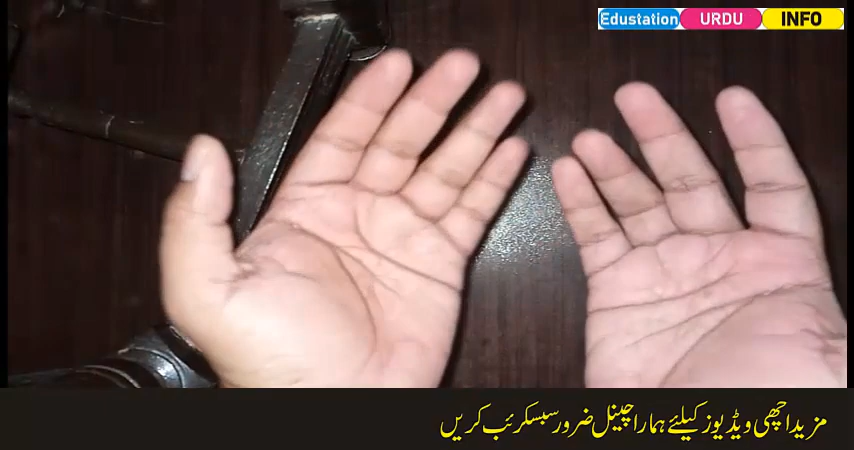 Edustation URDU INFO
مزید اچھی ویڈیوز کیلئے ہمارا چینل ضرور سبسکرائب کریں